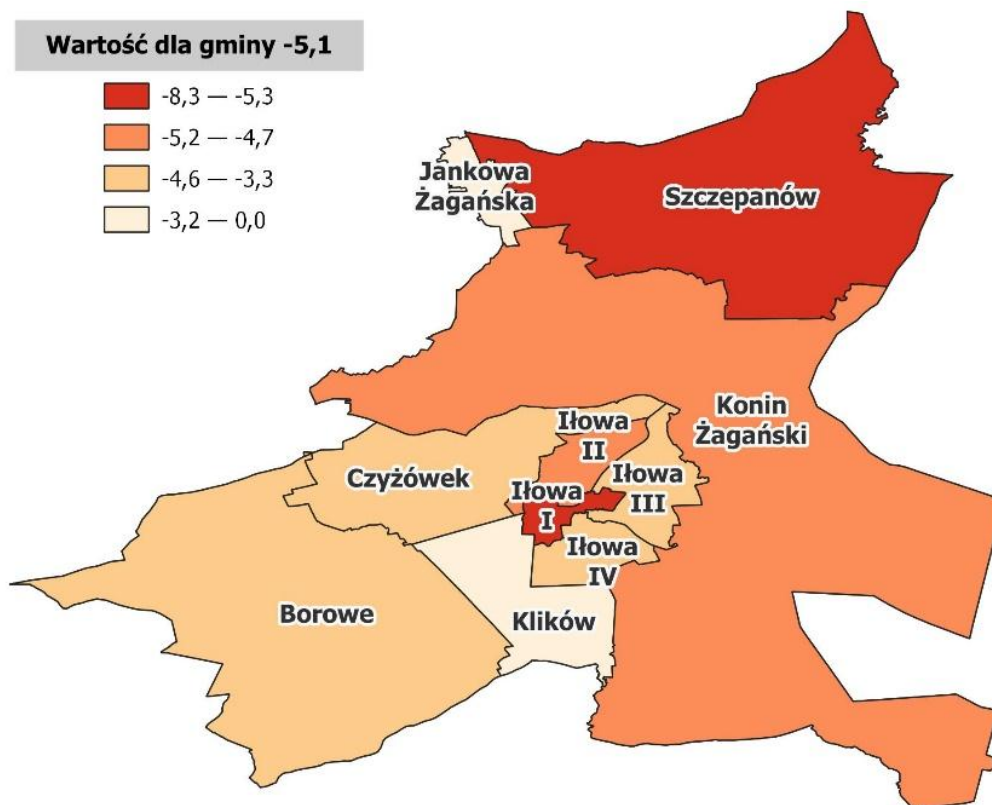 Wartość dla gminy -5,1
-8,3 — -5,3
-5,2 — -4,7
-4,6 — -3,3
-3,2 — 0,0
Jankowa
Żagańska
Szczepanów
Konin
Żagański
Iłowa
II
Iłowa
III
Czyżówek
Iłowa
I
Iłowa
IV
Borowe
Klików